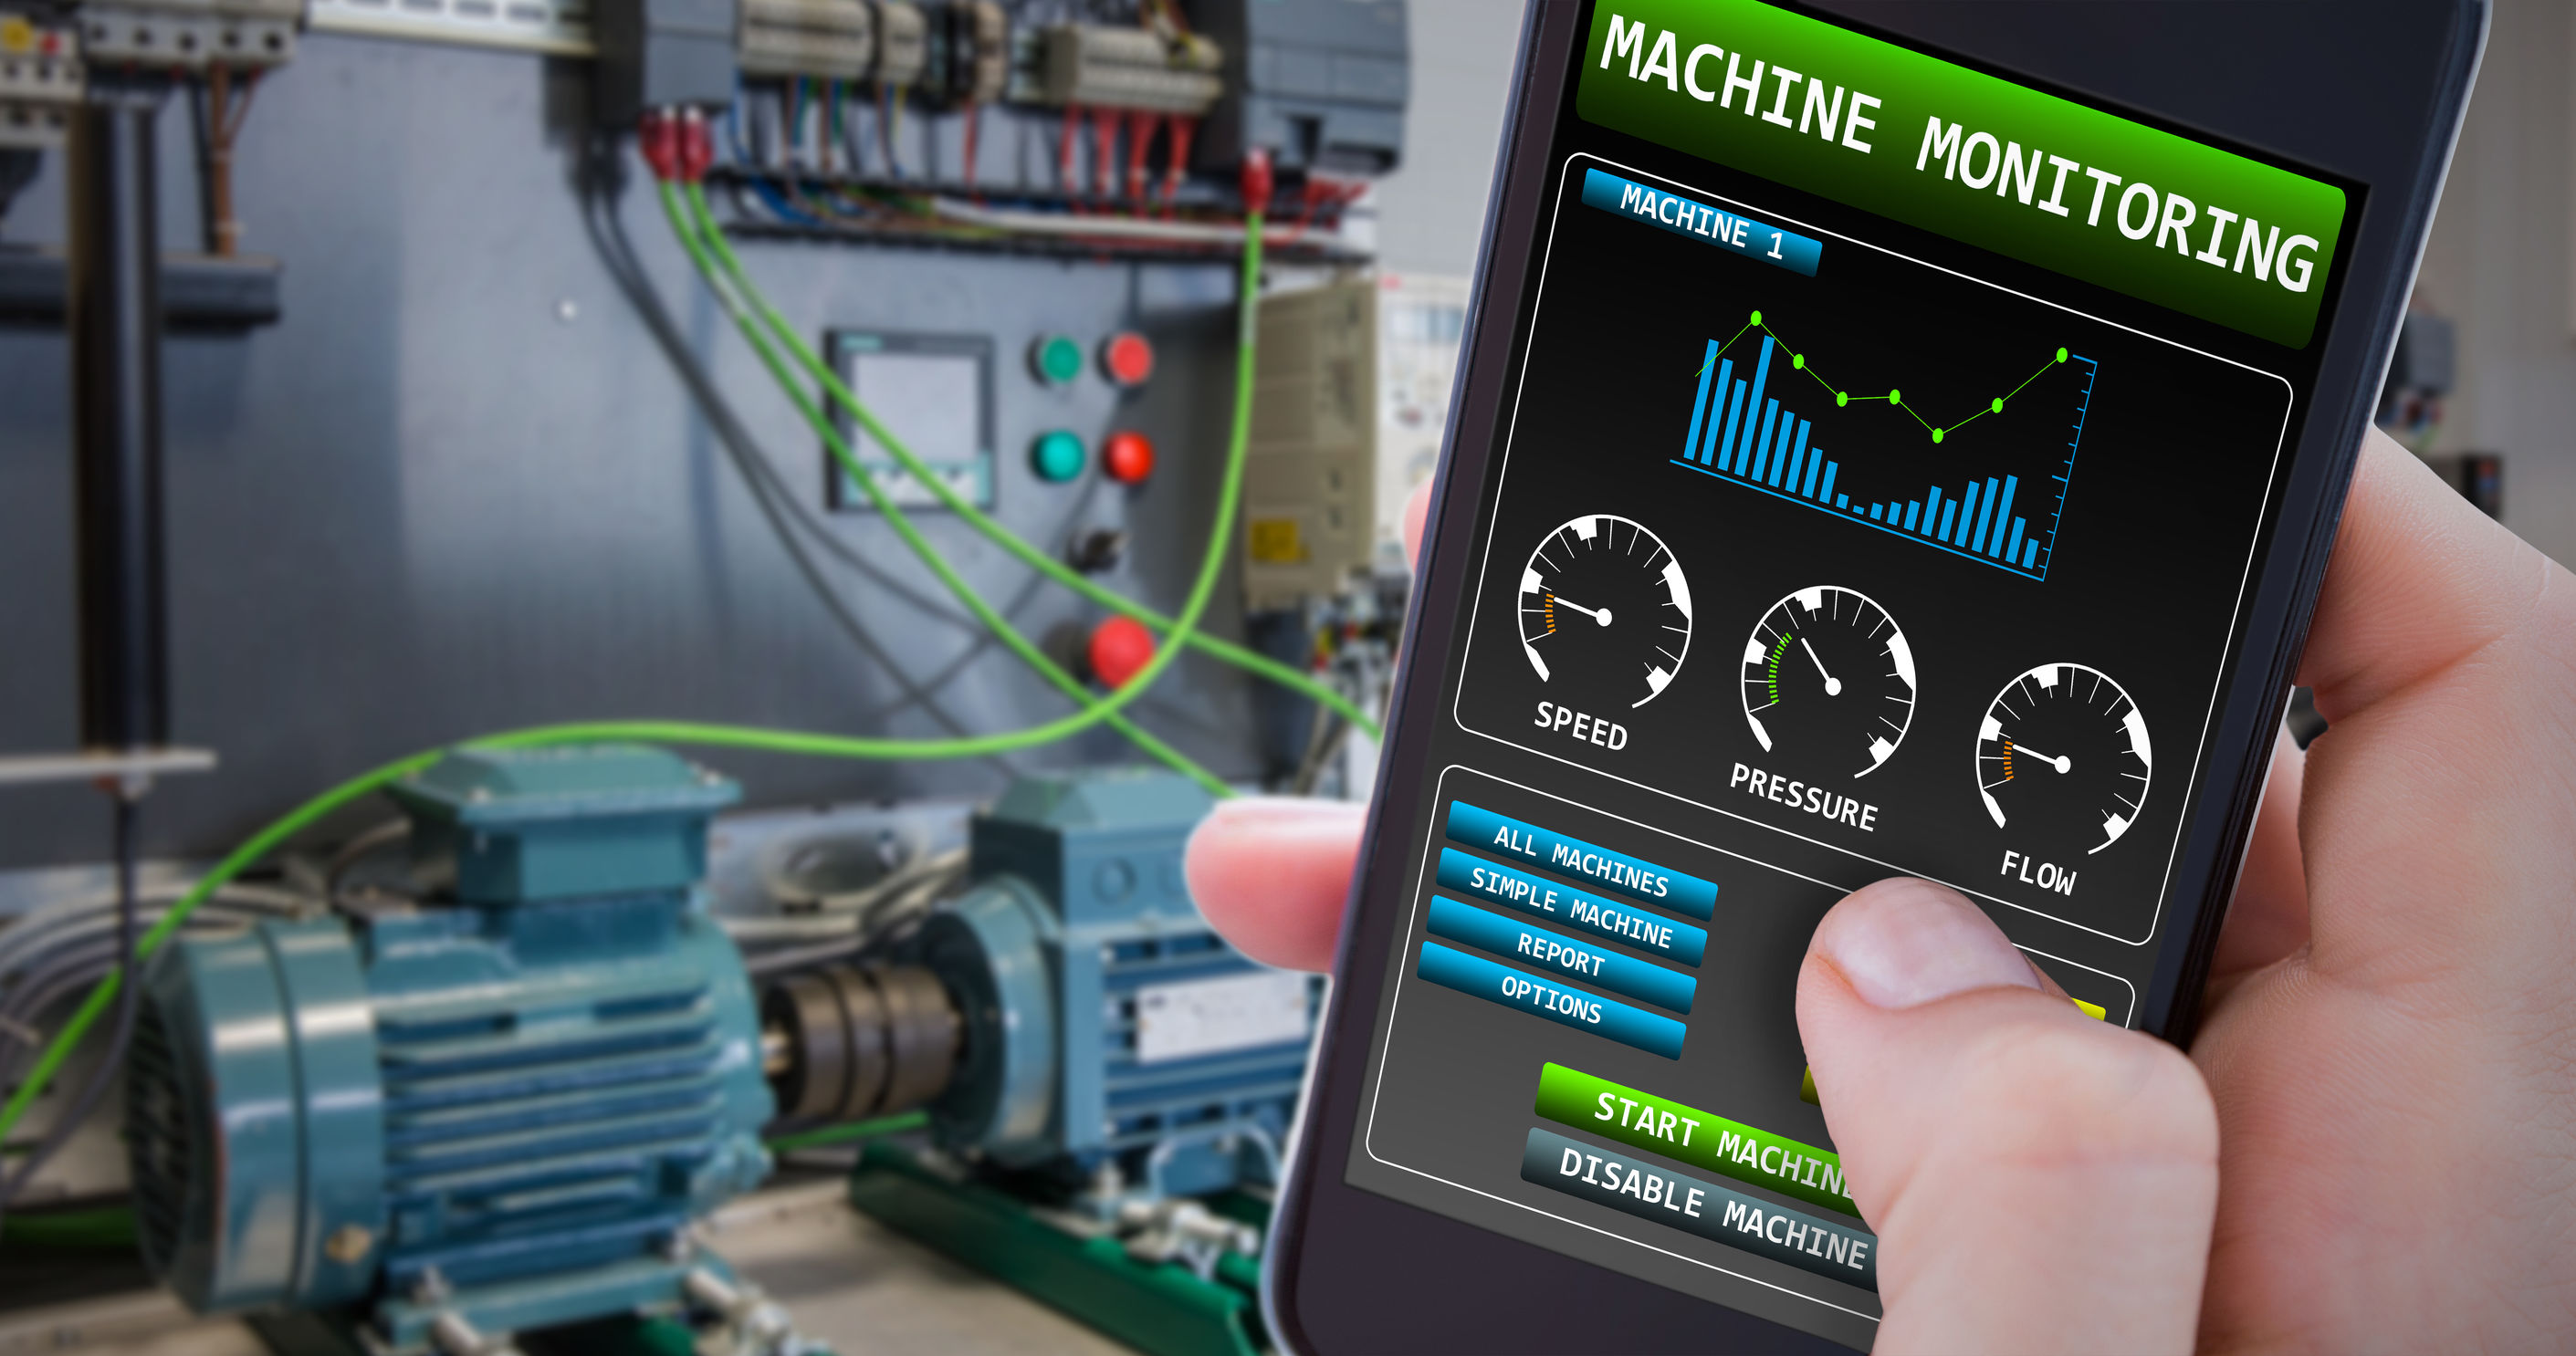 MACHINE MONITORING
MACHINE 1
SPEED
PRESSURE
FLOW
ALL MACHINES
SIMPLE MACHINE
REPORT
OPTIONS
START MACHINE
DISABLE MACHINE